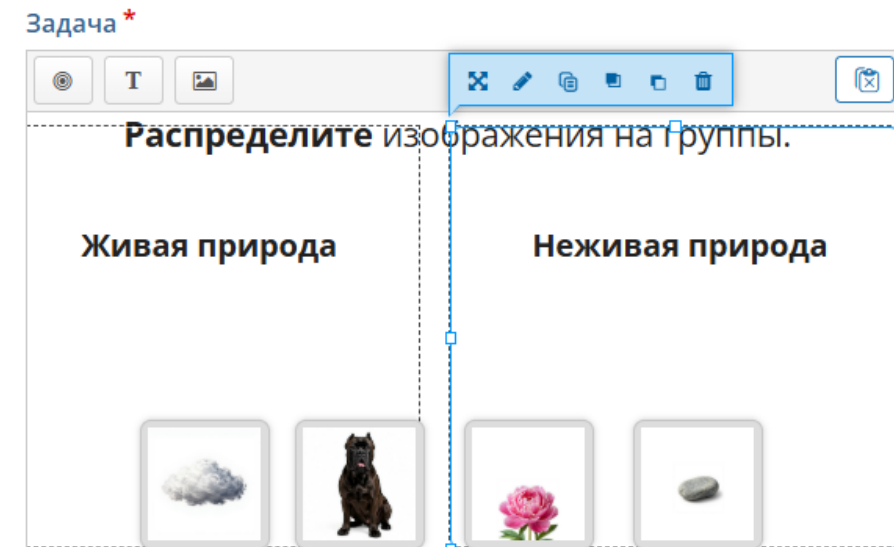 Задача *
T
Распределите изображения на группы.
Живая природа
Неживая природа